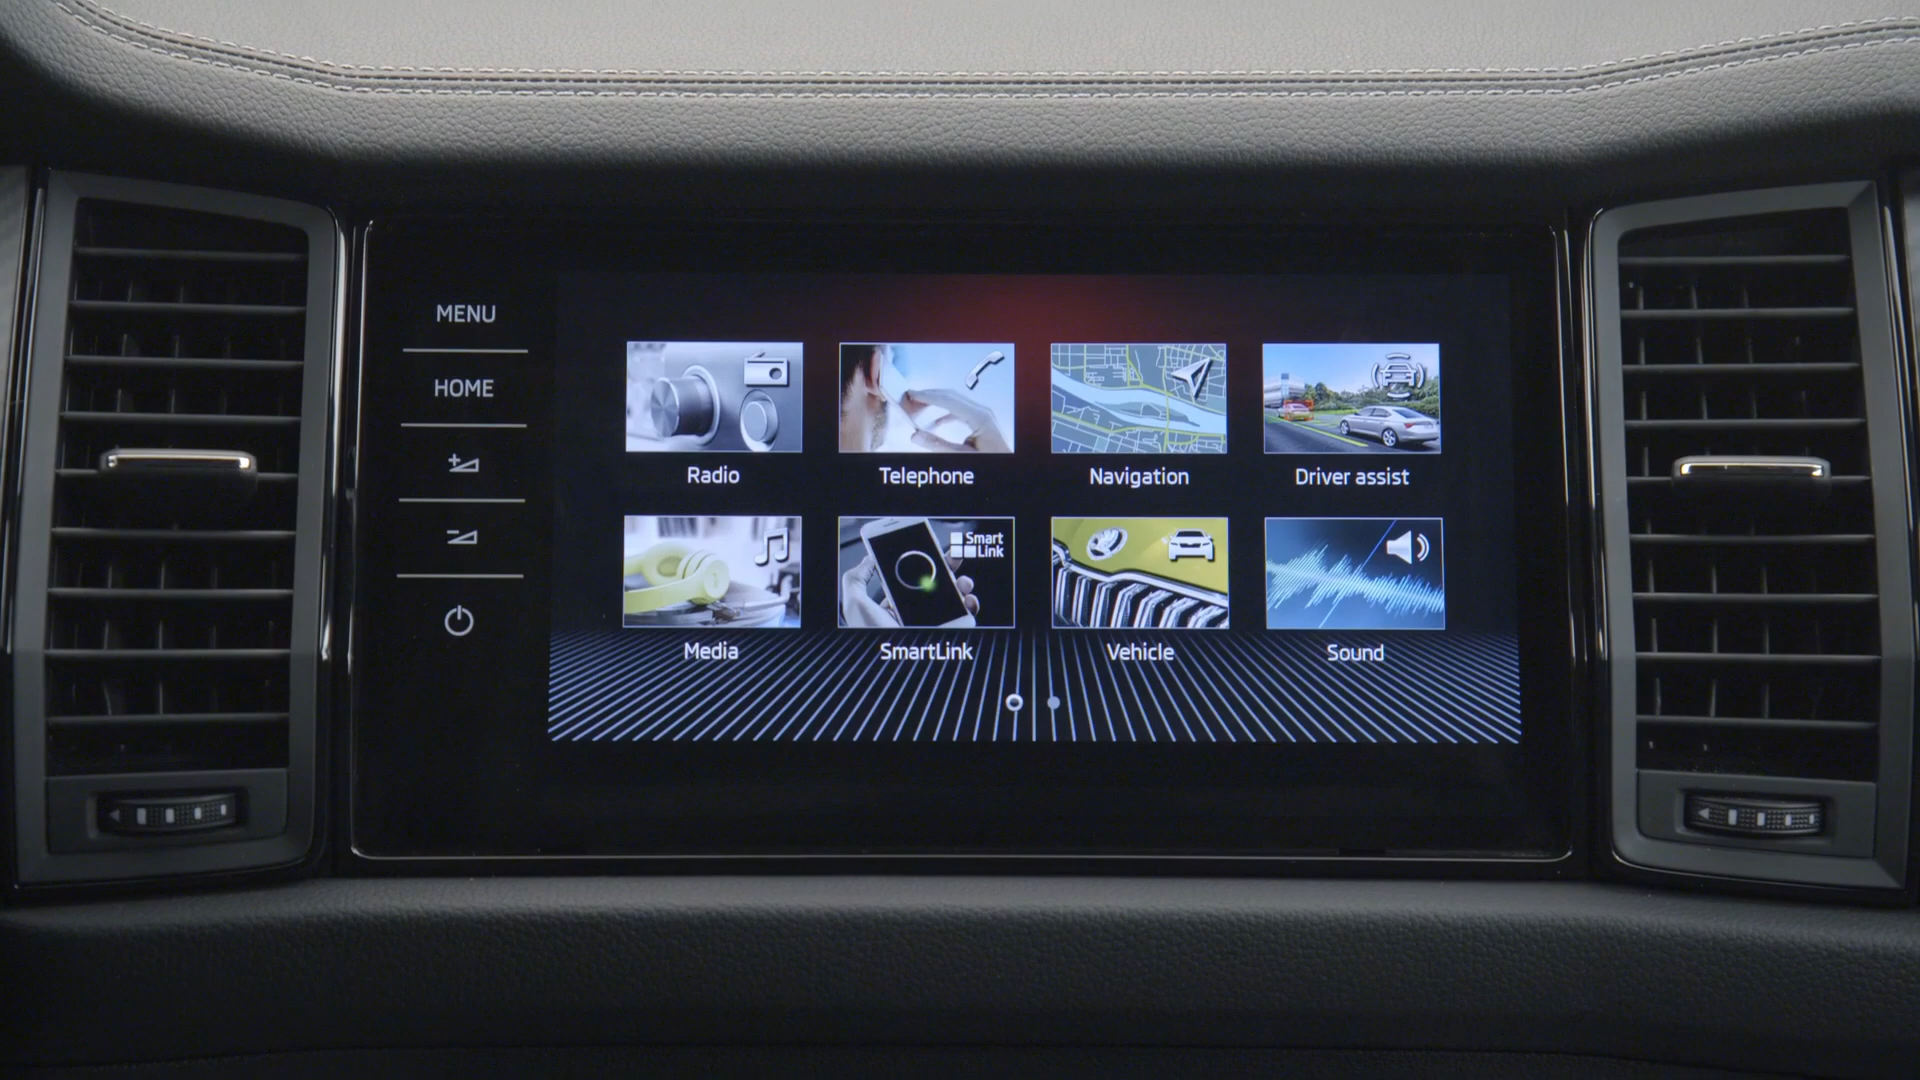 MENU
HOME
Radio
Telephone
Navigation
Driver assist
Smart
Link
Media
SmartLink
Vehicle
Sound